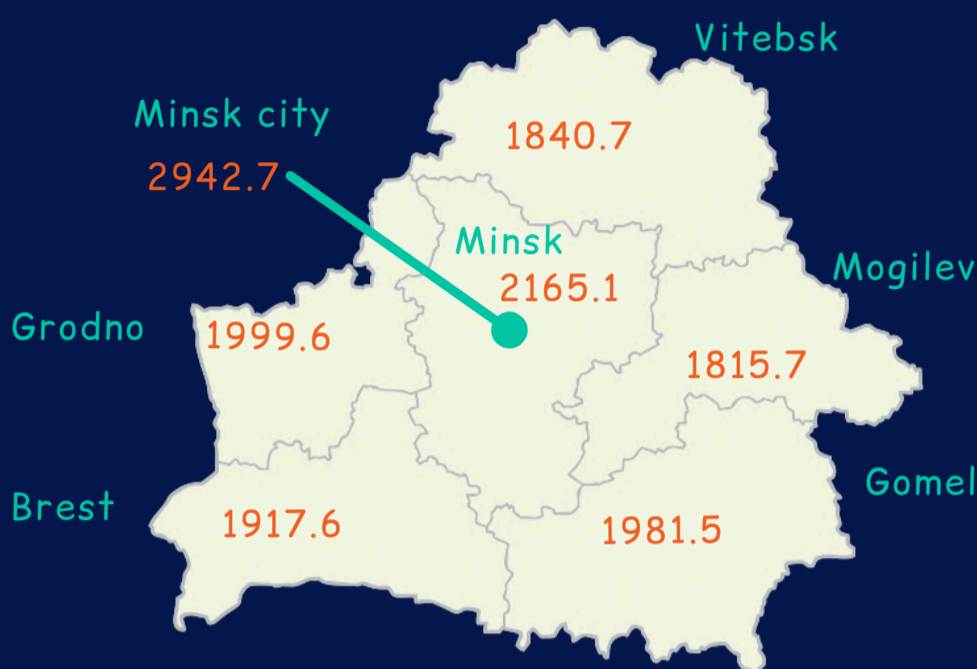 Vitebsk
Minsk city
1840.7
2942.7
Minsk
2165.1
Mogilev
Grodno
1999.6
1815.7
Brest
1917.6
1981.5
Gomel